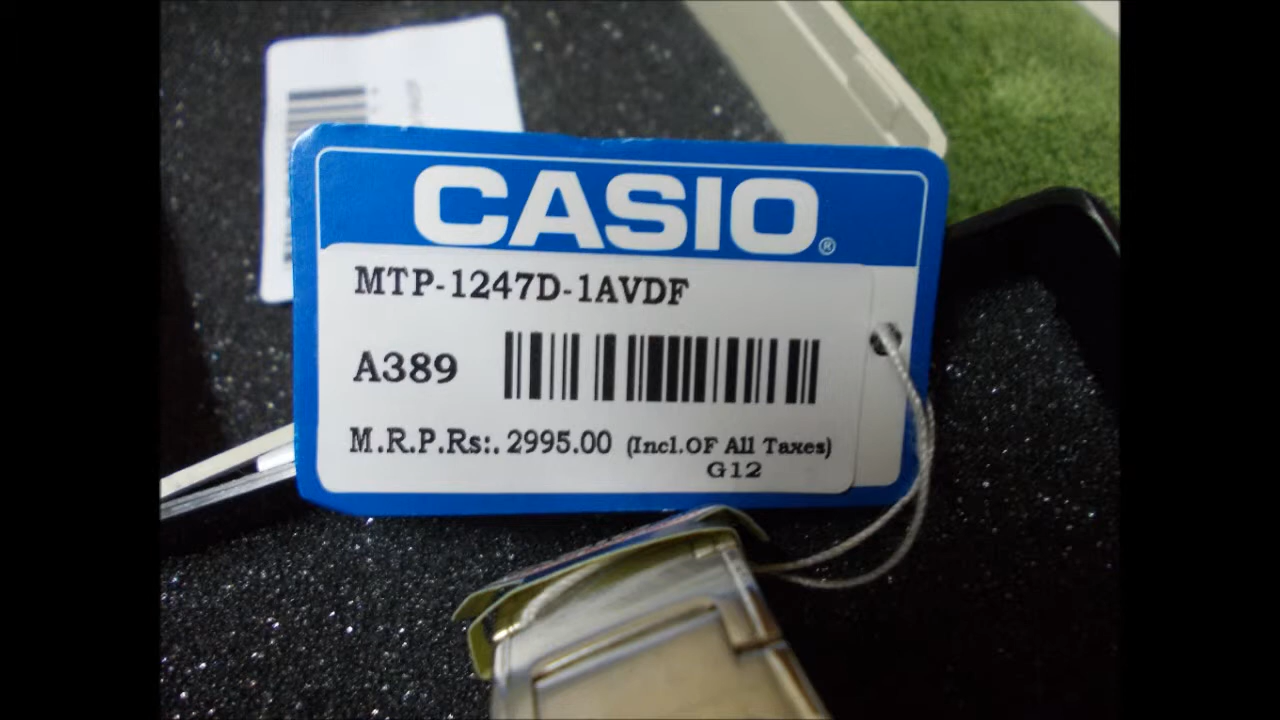 CASIO®
MTP-1247D-1AVDF
A389
M.R.P.Rs:. 2995.00 (Incl.OF All Taxes)
G12